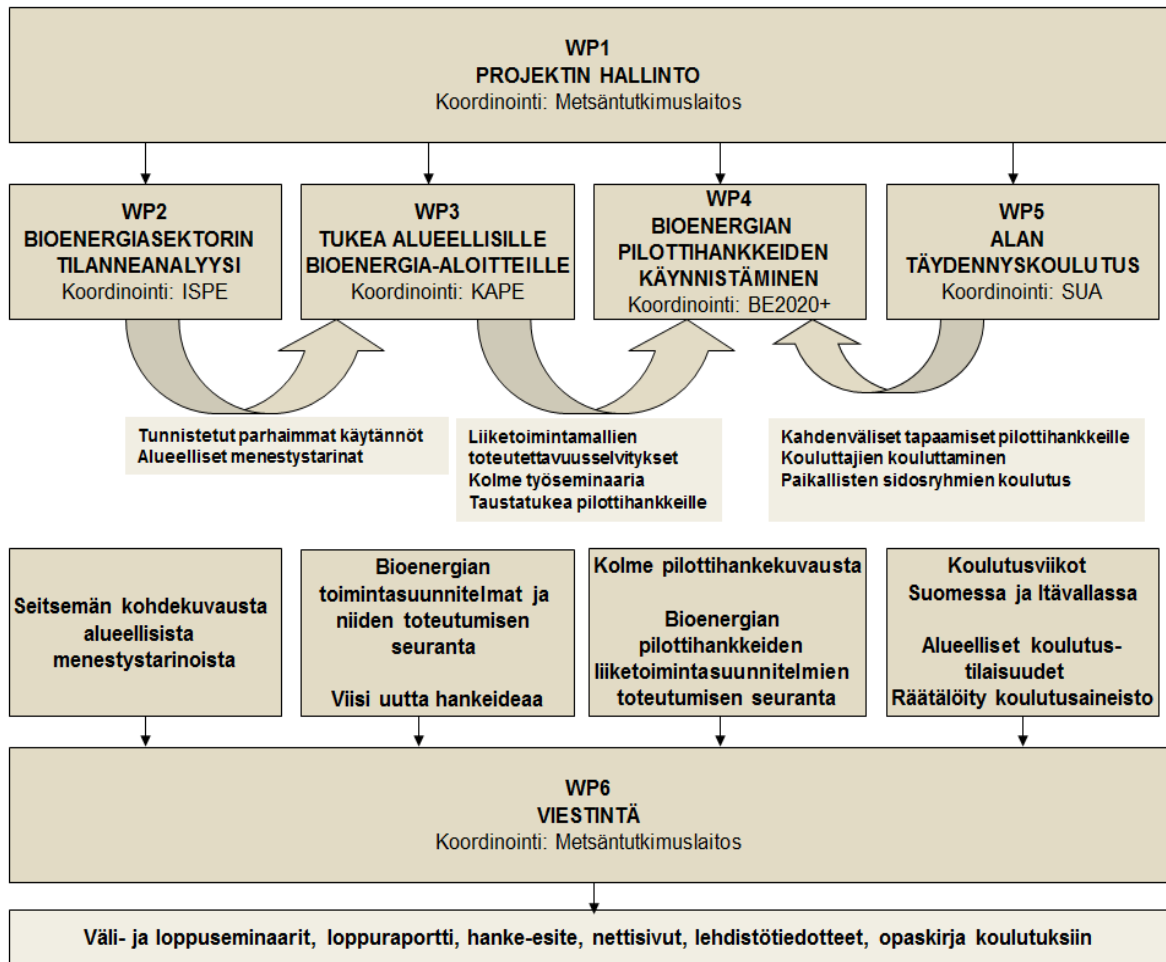 WP1
PROJEKTIN HALLINTO
Koordinointi: Metsäntutkimuslaitos
WP2
BIOENERGIASEKTORIN
TILANNEANALYYSI
Koordinointi: ISPE
WP3
TUKEA ALUEELLISILLE
BIOENERGIA-ALOITTEILLE
Koordinointi: KAPE
WP4
BIOENERGIAN
PILOTTIHANKKEIDEN
KÄYNNISTÄMINEN
Koordinointi: BE2020+
WP5
ALAN
TÄYDENNYSKOULUTUS
Koordinointi: SUA
Tunnistetut parhaimmat käytännöt
Alueelliset menestystarinat
Liiketoimintamallien
toteutettavuusselvitykset
Kolme työseminaaria
Taustatukea pilottihankkeille
Kahdenväliset tapaamiset pilottihankkeille
Kouluttajien kouluttaminen
Paikallisten sidosryhmien koulutus
Seitsemän kohdekuvausta
alueellisista
menestystarinoista
Bioenergian
toimintasuunnitelmat ja
niiden toteutumisen
seuranta
Viisi uutta hankeideaa
Kolme pilottihankekuvausta
Bioenergian
pilottihankkeiden
liiketoimintasuunnitelmien
toteutumisen seuranta
Koulutusviikot
Suomessa ja Itävallassa
Alueelliset koulutus-
tilaisuudet
Räätälöity koulutusaineisto
WP6
VIESTINTÄ
Koordinointi: Metsäntutkimuslaitos
Väli- ja loppuseminaarit, loppuraportti, hanke-esite, nettisivut, lehdistötiedotteet, opaskirja koulutuksiin